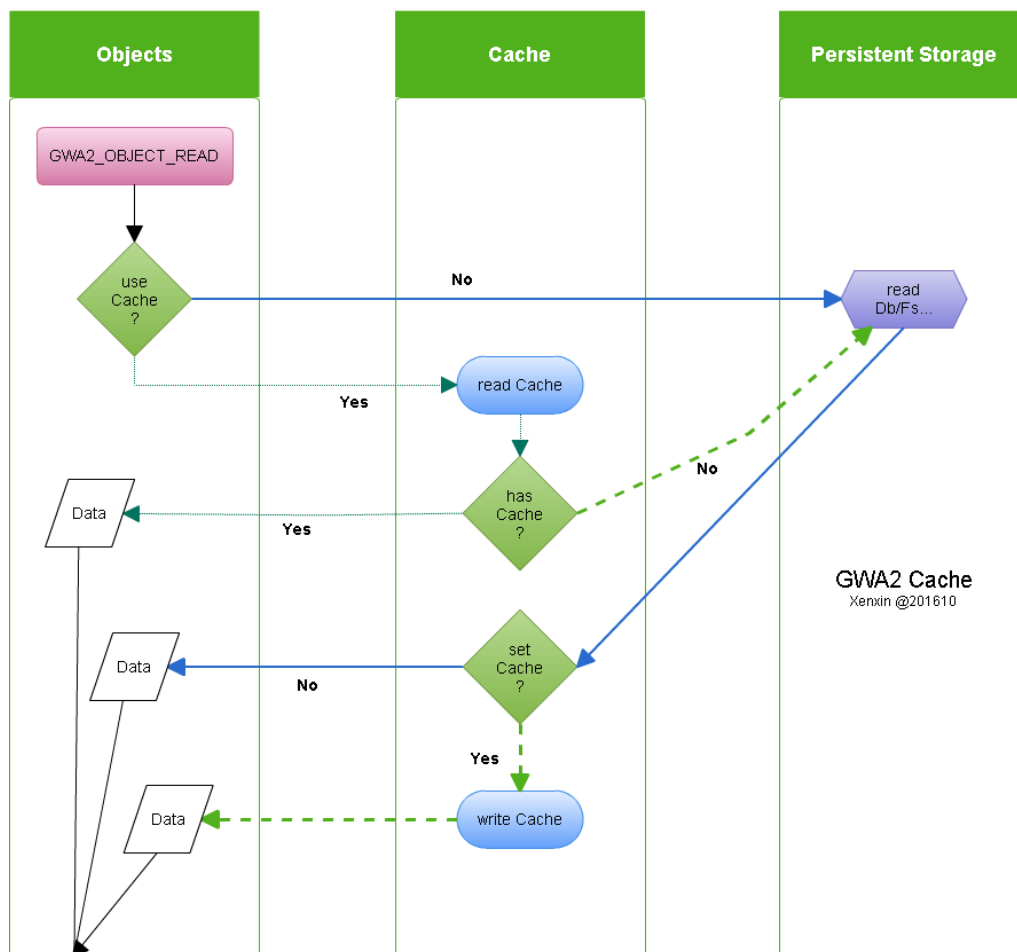 Objects
Cache
Persistent Storage
GWA2_OBJECT_READ
use
Cache
?
No
read
Db/Fs...
Yes
read Cache
No
has
Cache
?
Data
Yes
GWA2 Cache
Xenxin @201610
set
Cache
?
Data
No
Yes
Data
write Cache